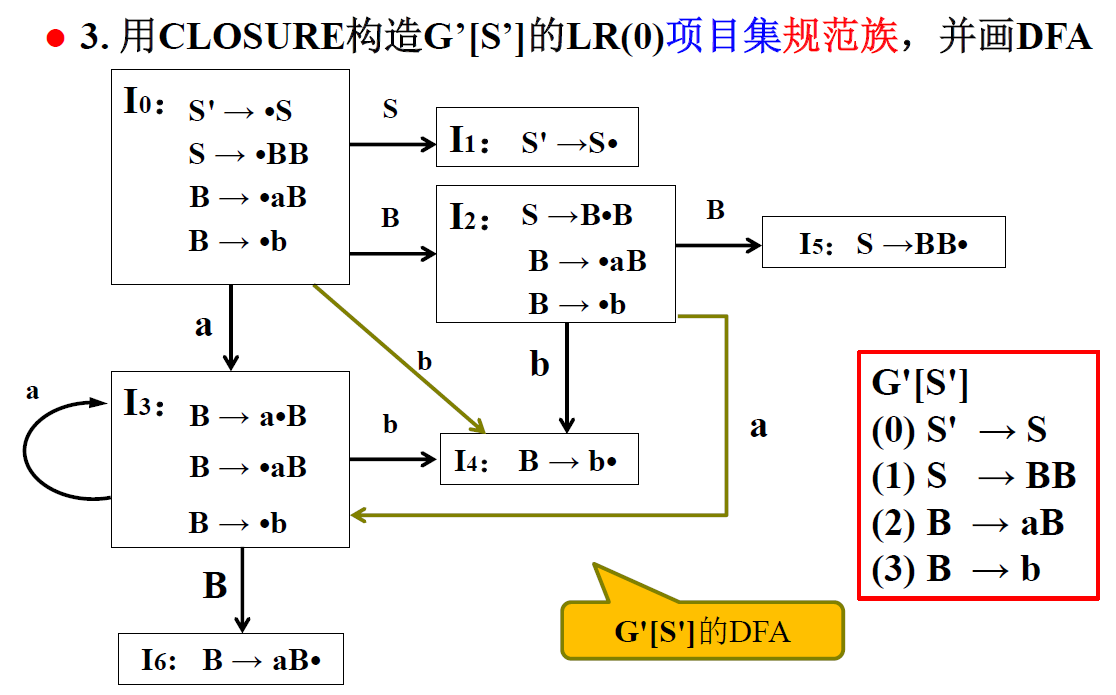 ● 3. 用CLOSURE构造G’[S’]的LR(0)项目集规范族，并画DFA
I0： S' → •S
S → •BB
B → •aB
B → •b
S
I1： S' →S•
B
I2： S →B•B
B → •aB
B → •b
B
I5： S →BB•
a
b
b
a
a
I3： B → a•B
B → •aB
B → •b
b
I4： B → b•
B
I6： B → aB•
G'[S']的DFA
G'[S']
(0) S' → S
(1) S → BB
(2) B → aB
(3) B → b